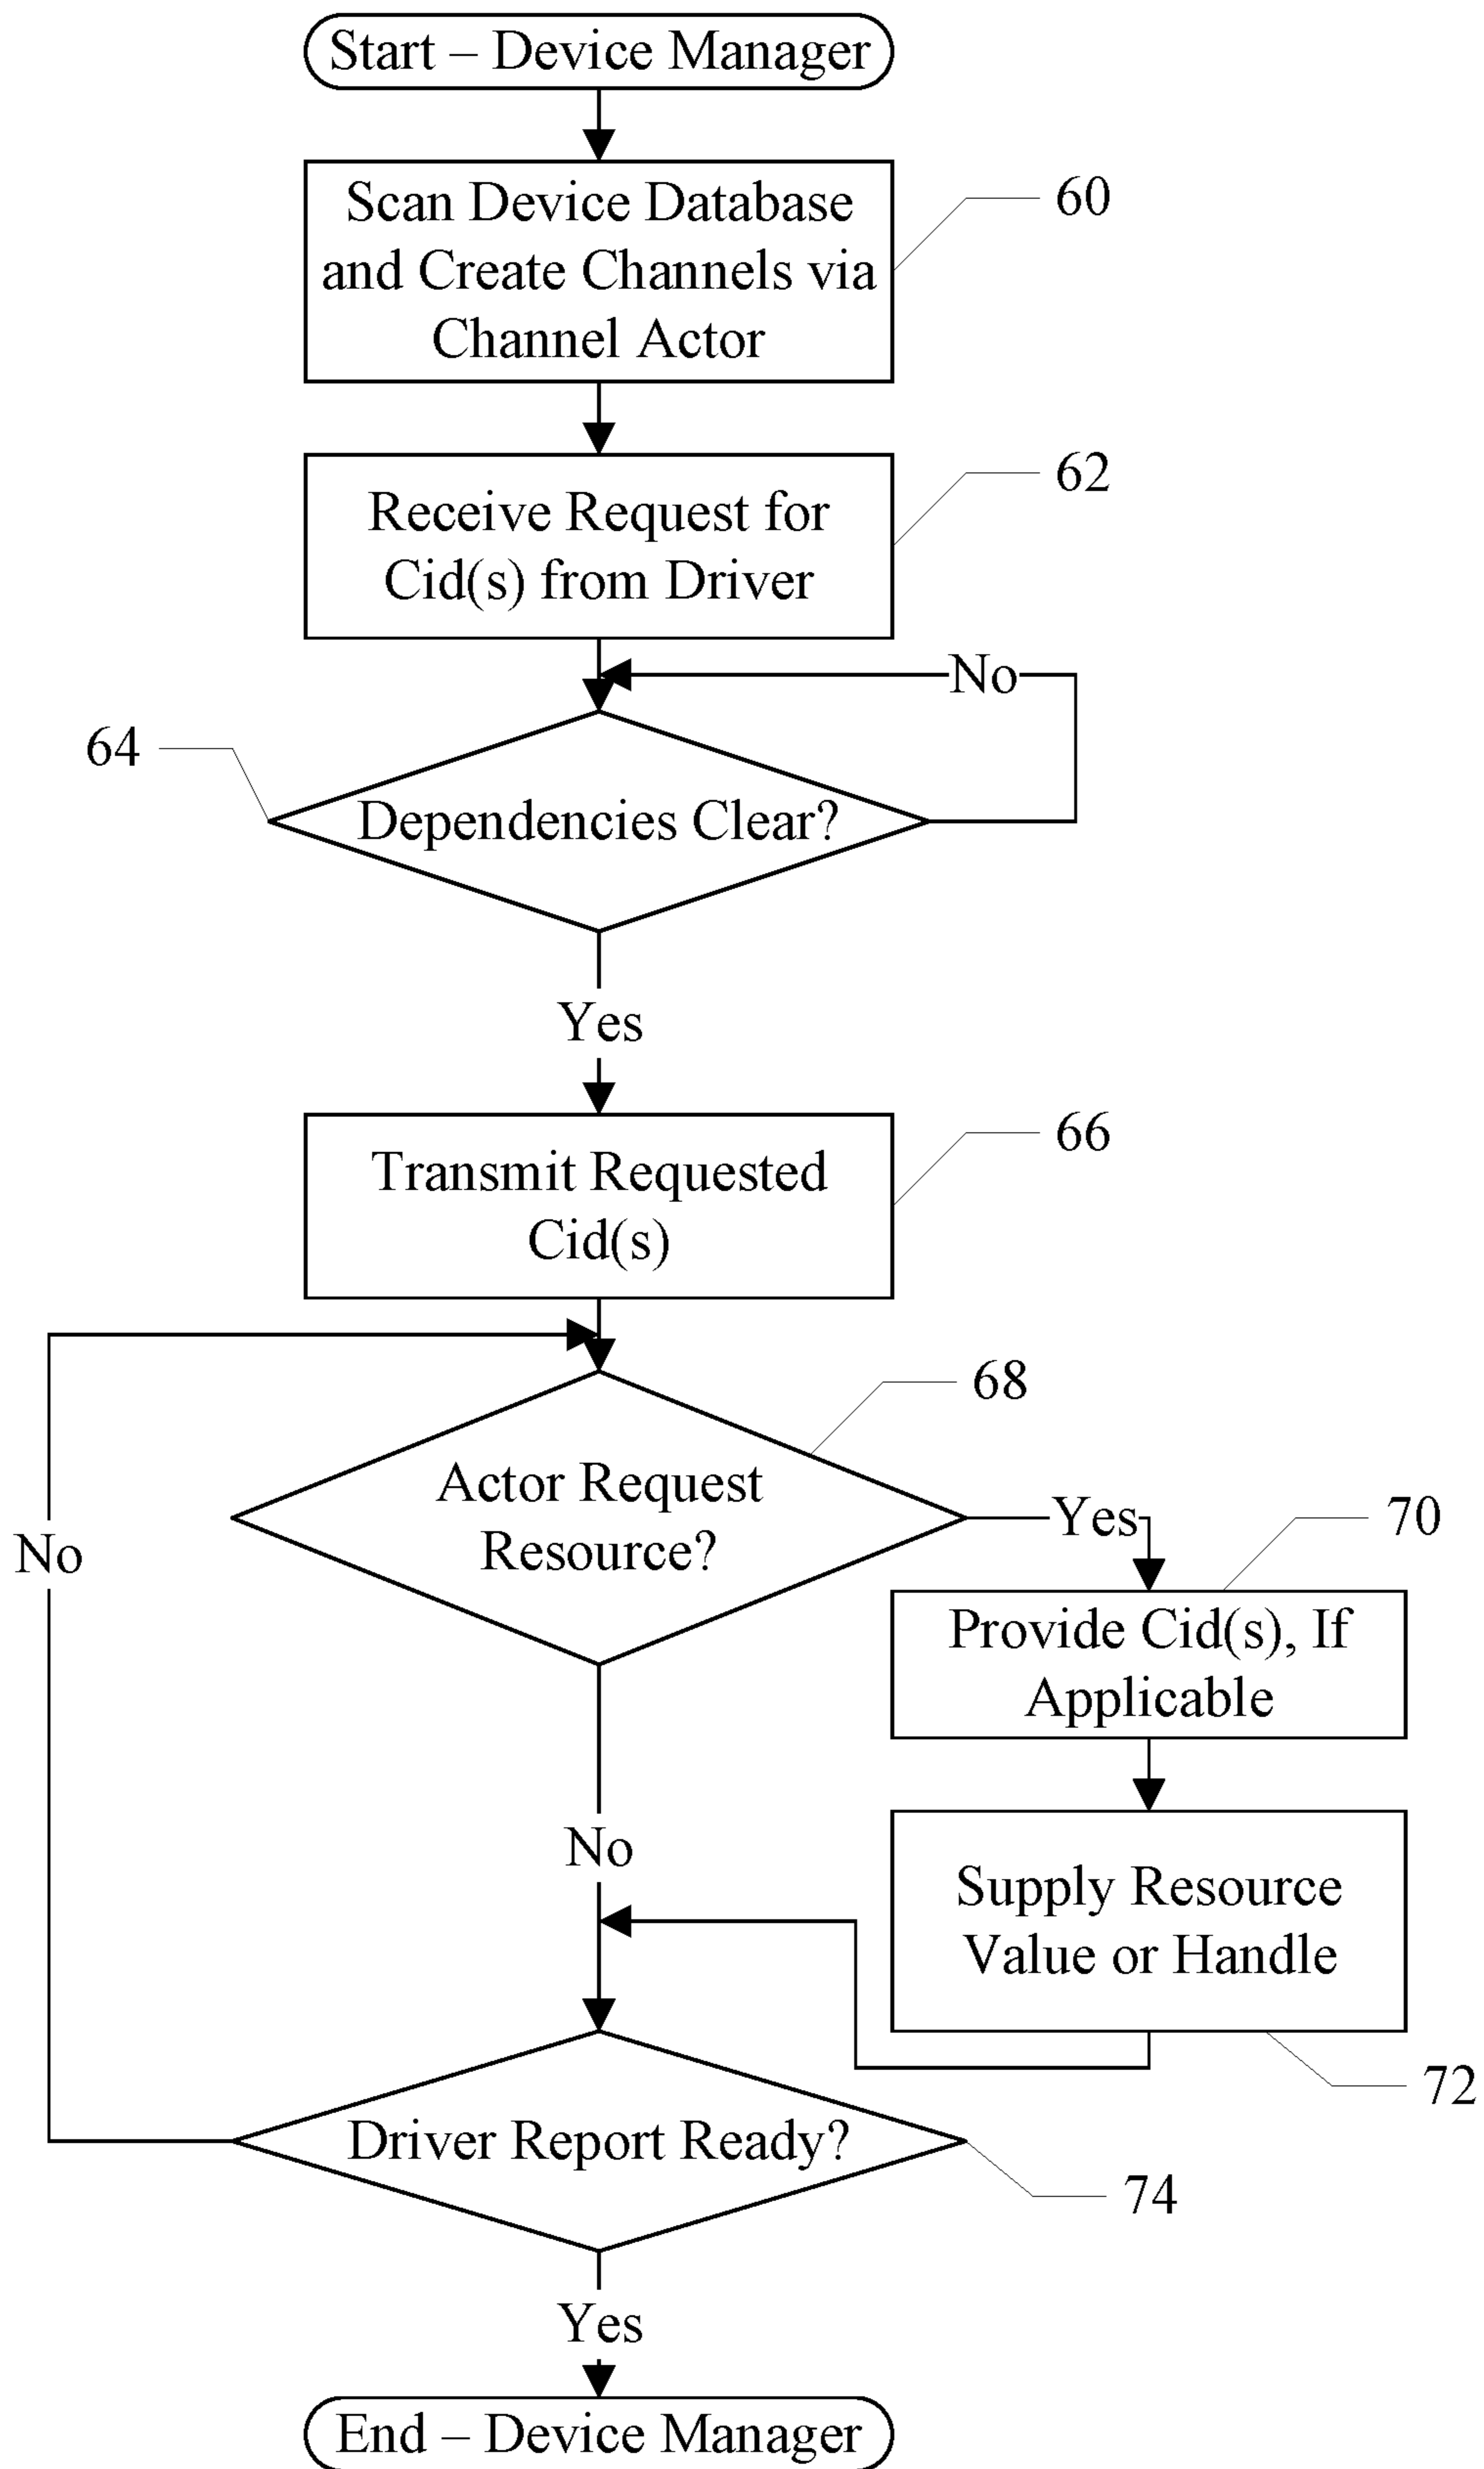 Start – Device Manager
Scan Device Database
and Create Channels via
Channel Actor
60
Receive Request for
Cid(s) from Driver
62
No
64
Dependencies Clear?
Yes
Transmit Requested
Cid(s)
66
68
Actor Request
Resource?
Yes
70
No
Provide Cid(s), If
Applicable
No
Supply Resource
Value or Handle
72
Driver Report Ready?
74
Yes
End – Device Manager